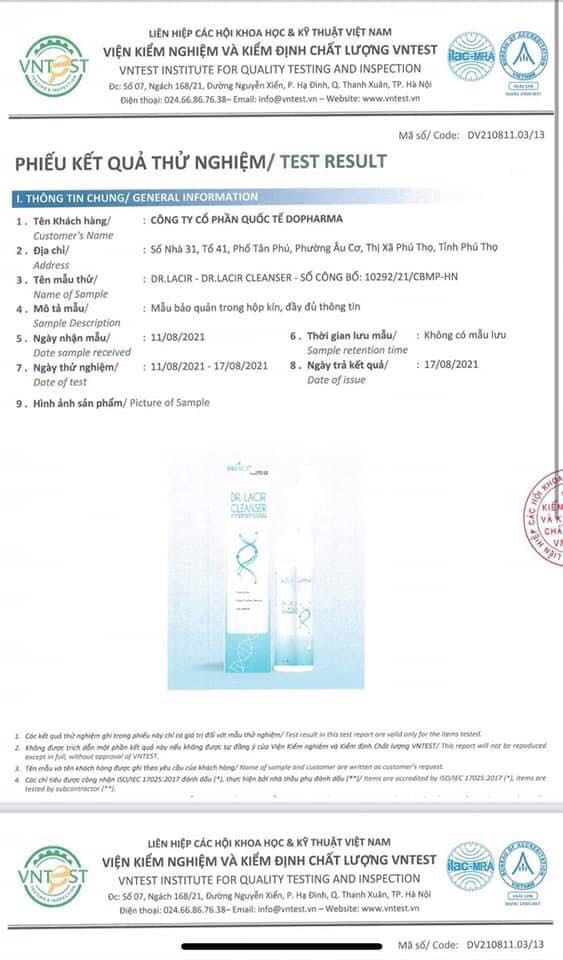 LIÊN HIỆP CÁC HỘI KHOA HỌC & KỸ THUẬT VIỆT NAM
VIỆN KIỂM NGHIỆM VÀ KIỂM ĐỊNH CHẤT LƯỢNG VNTEST
VNTEST INSTITUTE FOR QUALITY TESTING AND INSPECTION
Đc: Số 07, Ngách 168/21, Đường Nguyễn Xiển, P. Hạ Đình, Q. Thanh Xuân, TP. Hà Nội
Điện thoại: 024.66.86.76.38– Email: info@vntest.vn – Website: www.vntest.vn
VNTEST
TESTING & INSPECTION
ilac-MRA
BUREAU OF ACCREDITATION
VIETNAM
Mã số/ Code: DV210811.03/13
PHIẾU KẾT QUẢ THỬ NGHIỆM/ TEST RESULT
I. THÔNG TIN CHUNG/ GENERAL INFORMATION
1 . Tên Khách hàng/ : CÔNG TY CỔ PHẦN QUỐC TẾ DOPHARMA
Customer's Name
2 . Địa chỉ/ : Số Nhà 31, Tổ 41, Phố Tân Phú, Phường Âu Cơ, Thị Xã Phú Thọ, Tỉnh Phú Thọ
Address
3 . Tên mẫu thử/ : DR.LACIR - DR.LACIR CLEANSER - SỐ CÔNG BỐ: 10292/21/CBMP-HN
Name of Sample
4 . Mô tả mẫu/ : Mẫu bảo quản trong hộp kín, đầy đủ thông tin
Sample Description
5 . Ngày nhận mẫu/ : 11/08/2021 6 . Thời gian lưu mẫu/ : Không có mẫu lưu
Date sample received Sample retention time
7 . Ngày thử nghiệm/ : 11/08/2021 - 17/08/2021 8 . Ngày trả kết quả/ : 17/08/2021
Date of test Date of issue
9 . Hình ảnh sản phẩm/ Picture of Sample
DR. LACIR
CLEANSER
1. Các kết quả thử nghiệm ghi trong phiếu này chỉ có giá trị đối với mẫu thử nghiệm/ Test result in this test report are valid only for the items tested.
2. Không được trích dẫn một phần kết quả này nếu không được sự đồng ý của Viện Kiểm nghiệm và Kiểm định Chất lượng VNTEST/ This report will not be repoduced
except in full, without approval of VNTEST.
3. Tên mẫu và tên khách hàng được ghi theo yêu cầu của khách hàng/ Name of sample and customer are written as customer's request.
4. Các chỉ tiêu được công nhận ISO/IEC 17025:2017 đánh dấu (*), thực hiện bởi nhà thầu phụ đánh dấu (**)/ Items are accredited by ISO/IEC 17025:2017 (*), items are
tested by subcontractor (**).
LIÊN HIỆP CÁC HỘI KHOA HỌC & KỸ THUẬT VIỆT NAM
VIỆN KIỂM NGHIỆM VÀ KIỂM ĐỊNH CHẤT LƯỢNG VNTEST
VNTEST INSTITUTE FOR QUALITY TESTING AND INSPECTION
Đc: Số 07, Ngách 168/21, Đường Nguyễn Xiển, P. Hạ Đình, Q. Thanh Xuân, TP. Hà Nội
Điện thoại: 024.66.86.76.38– Email: info@vntest.vn – Website: www.vntest.vn
VNTEST
TESTING & INSPECTION
ilac-MRA
BUREAU OF ACCREDITATION
VIETNAM
Mã số/ Code: DV210811.03/13